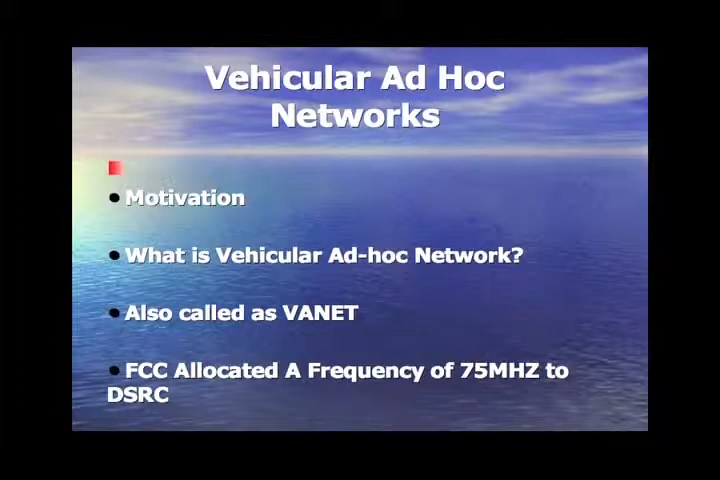 Vehicular Ad Hoc
Networks
•Motivation
•What is Vehicular Ad-hoc Network?
•Also called as VANET
•FCC Allocated A Frequency of 75MHZ to
DSRC